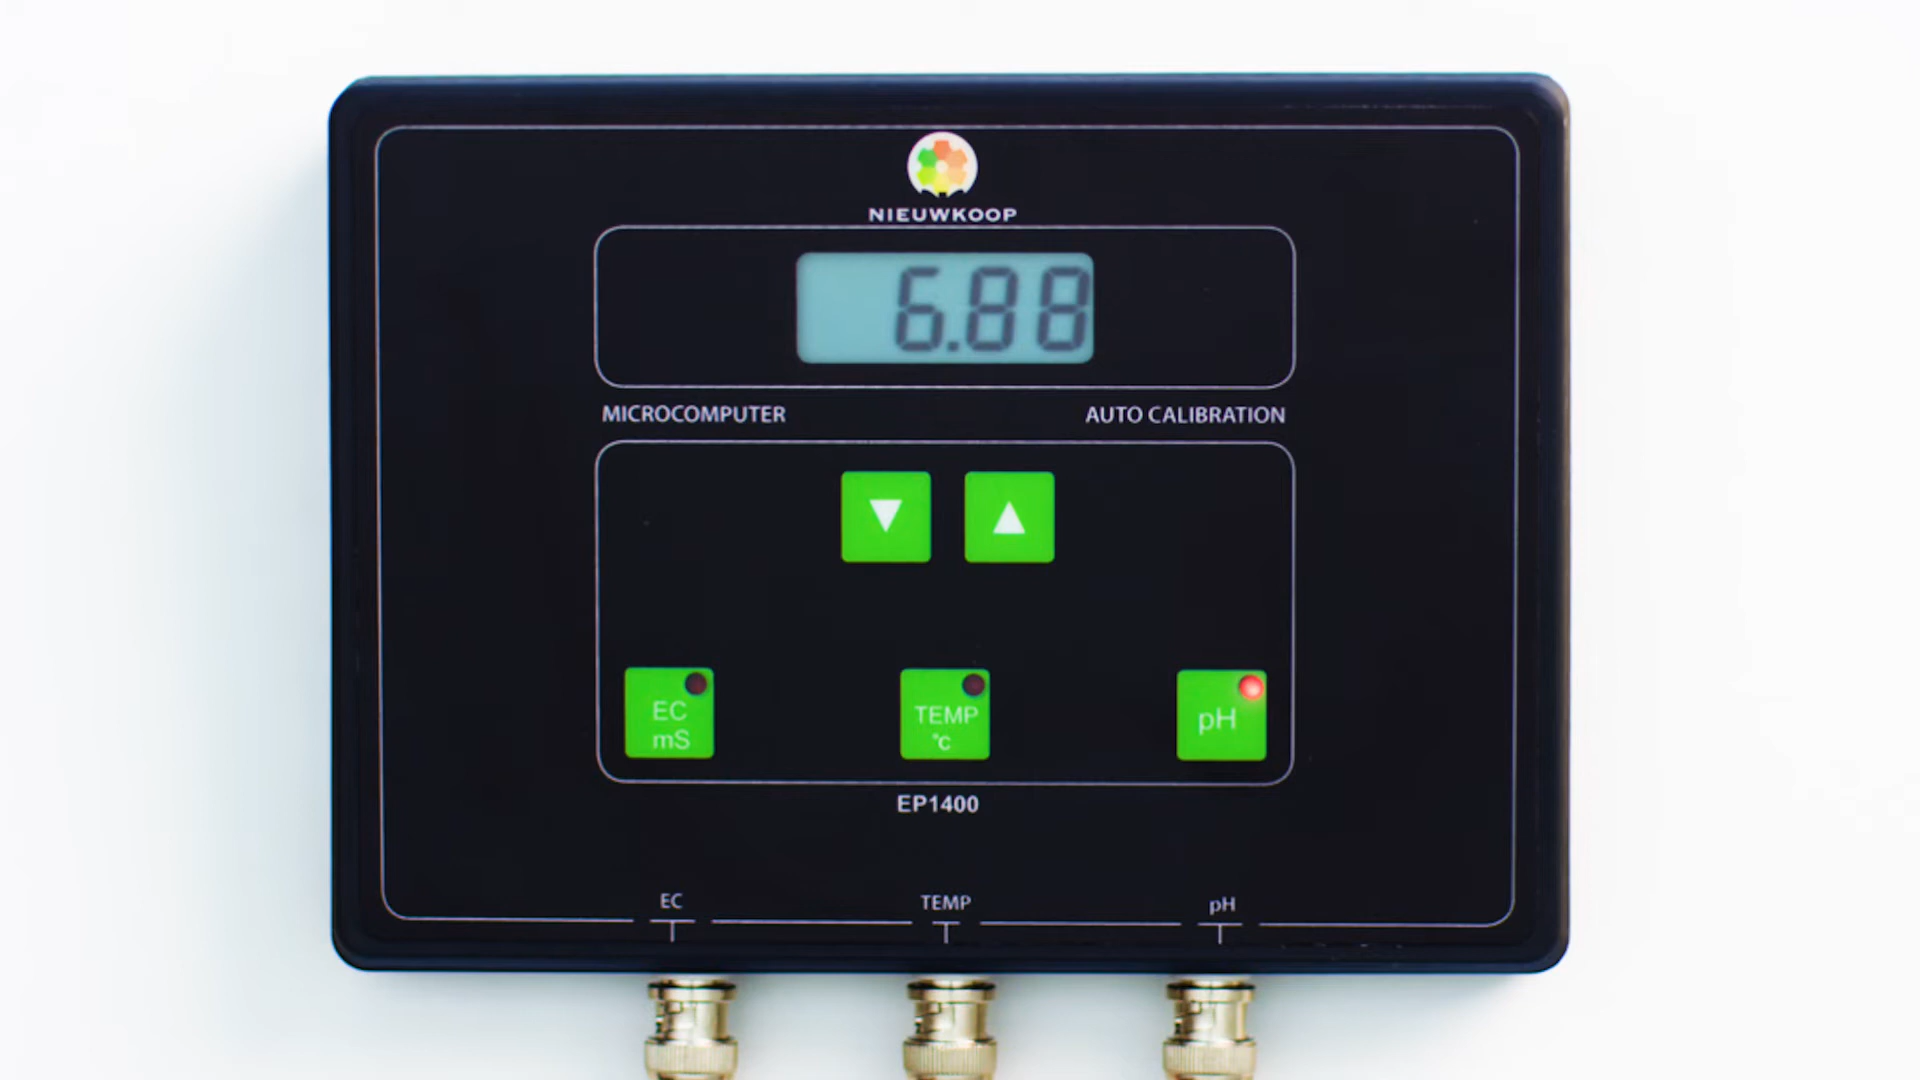 NIEUWKOOP
6.88
MICROCOMPUTER AUTO CALIBRATION
▼ ▲
EC
mS
TEMP
°c
pH
EP1400
EC TEMP pH